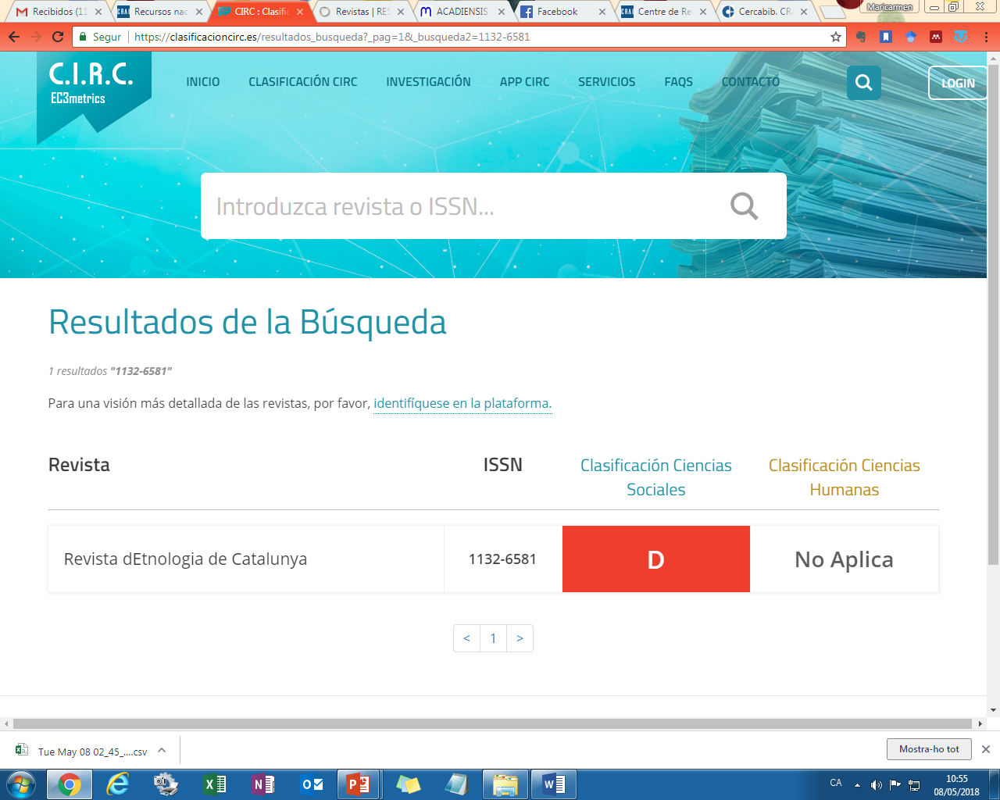 Recibidos (11
Recursos nac
CIRC : Clasific
Revistas | RES
ACADIENSIS
Facebook
Centre de Re
Cercabib. CRA
Maricarmen
Segur
https://clasificacioncirc.es/resultados_busqueda?_pag=1&_busqueda2=1132-6581
C.I.R.C.
EC3metrics
INICIO
CLASIFICACIÓN CIRC
INVESTIGACIÓN
APP CIRC
SERVICIOS
FAQS
CONTACTO
LOGIN
Introduzca revista o ISSN...
Resultados de la Búsqueda
1 resultados "1132-6581"
Para una visión más detallada de las revistas, por favor, identifíquese en la plataforma.
Revista
ISSN
Clasificación Ciencias
Sociales
Clasificación Ciencias
Humanas
Revista dEtnologia de Catalunya
1132-6581
D
No Aplica
< 1 >
Tue May 08 02_45_....csv
Mostra-ho tot
CA
10:55
08/05/2018